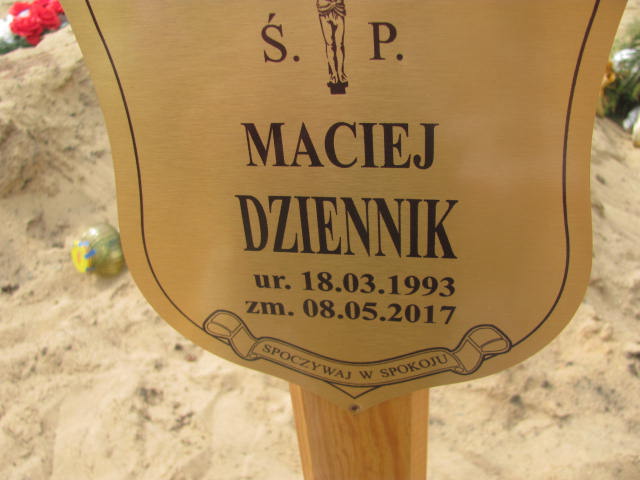 Ś. P.
MACIEJ
DZIENNIK
ur. 18.03.1993
zm. 08.05.2017
SPOCZYWAJ W SPOKOJU